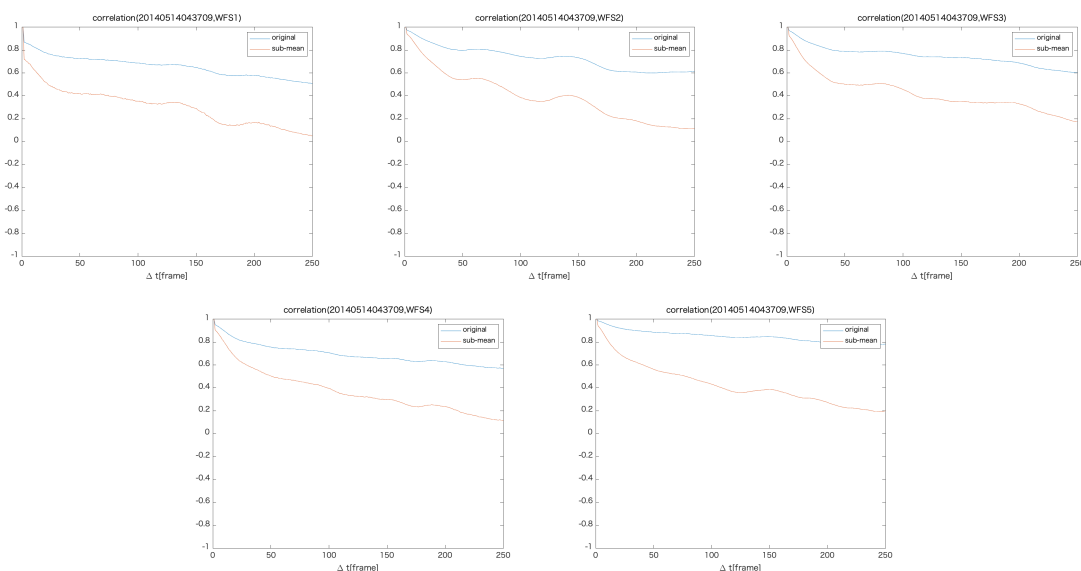 correlation(20140514043709,WFS1)
1
0.8
0.6
0.4
0.2
0
-0.2
-0.4
-0.6
-0.8
-1
0 50 100 150 200 250
Δ t[frame]
original
sub-mean
correlation(20140514043709,WFS2)
1
0.8
0.6
0.4
0.2
0
-0.2
-0.4
-0.6
-0.8
-1
0 50 100 150 200 250
Δ t[frame]
original
sub-mean
correlation(20140514043709,WFS3)
1
0.8
0.6
0.4
0.2
0
-0.2
-0.4
-0.6
-0.8
-1
0 50 100 150 200 250
Δ t[frame]
original
sub-mean
correlation(20140514043709,WFS4)
1
0.8
0.6
0.4
0.2
0
-0.2
-0.4
-0.6
-0.8
-1
0 50 100 150 200 250
Δ t[frame]
original
sub-mean
correlation(20140514043709,WFS5)
1
0.8
0.6
0.4
0.2
0
-0.2
-0.4
-0.6
-0.8
-1
0 50 100 150 200 250
Δ t[frame]
original
sub-mean